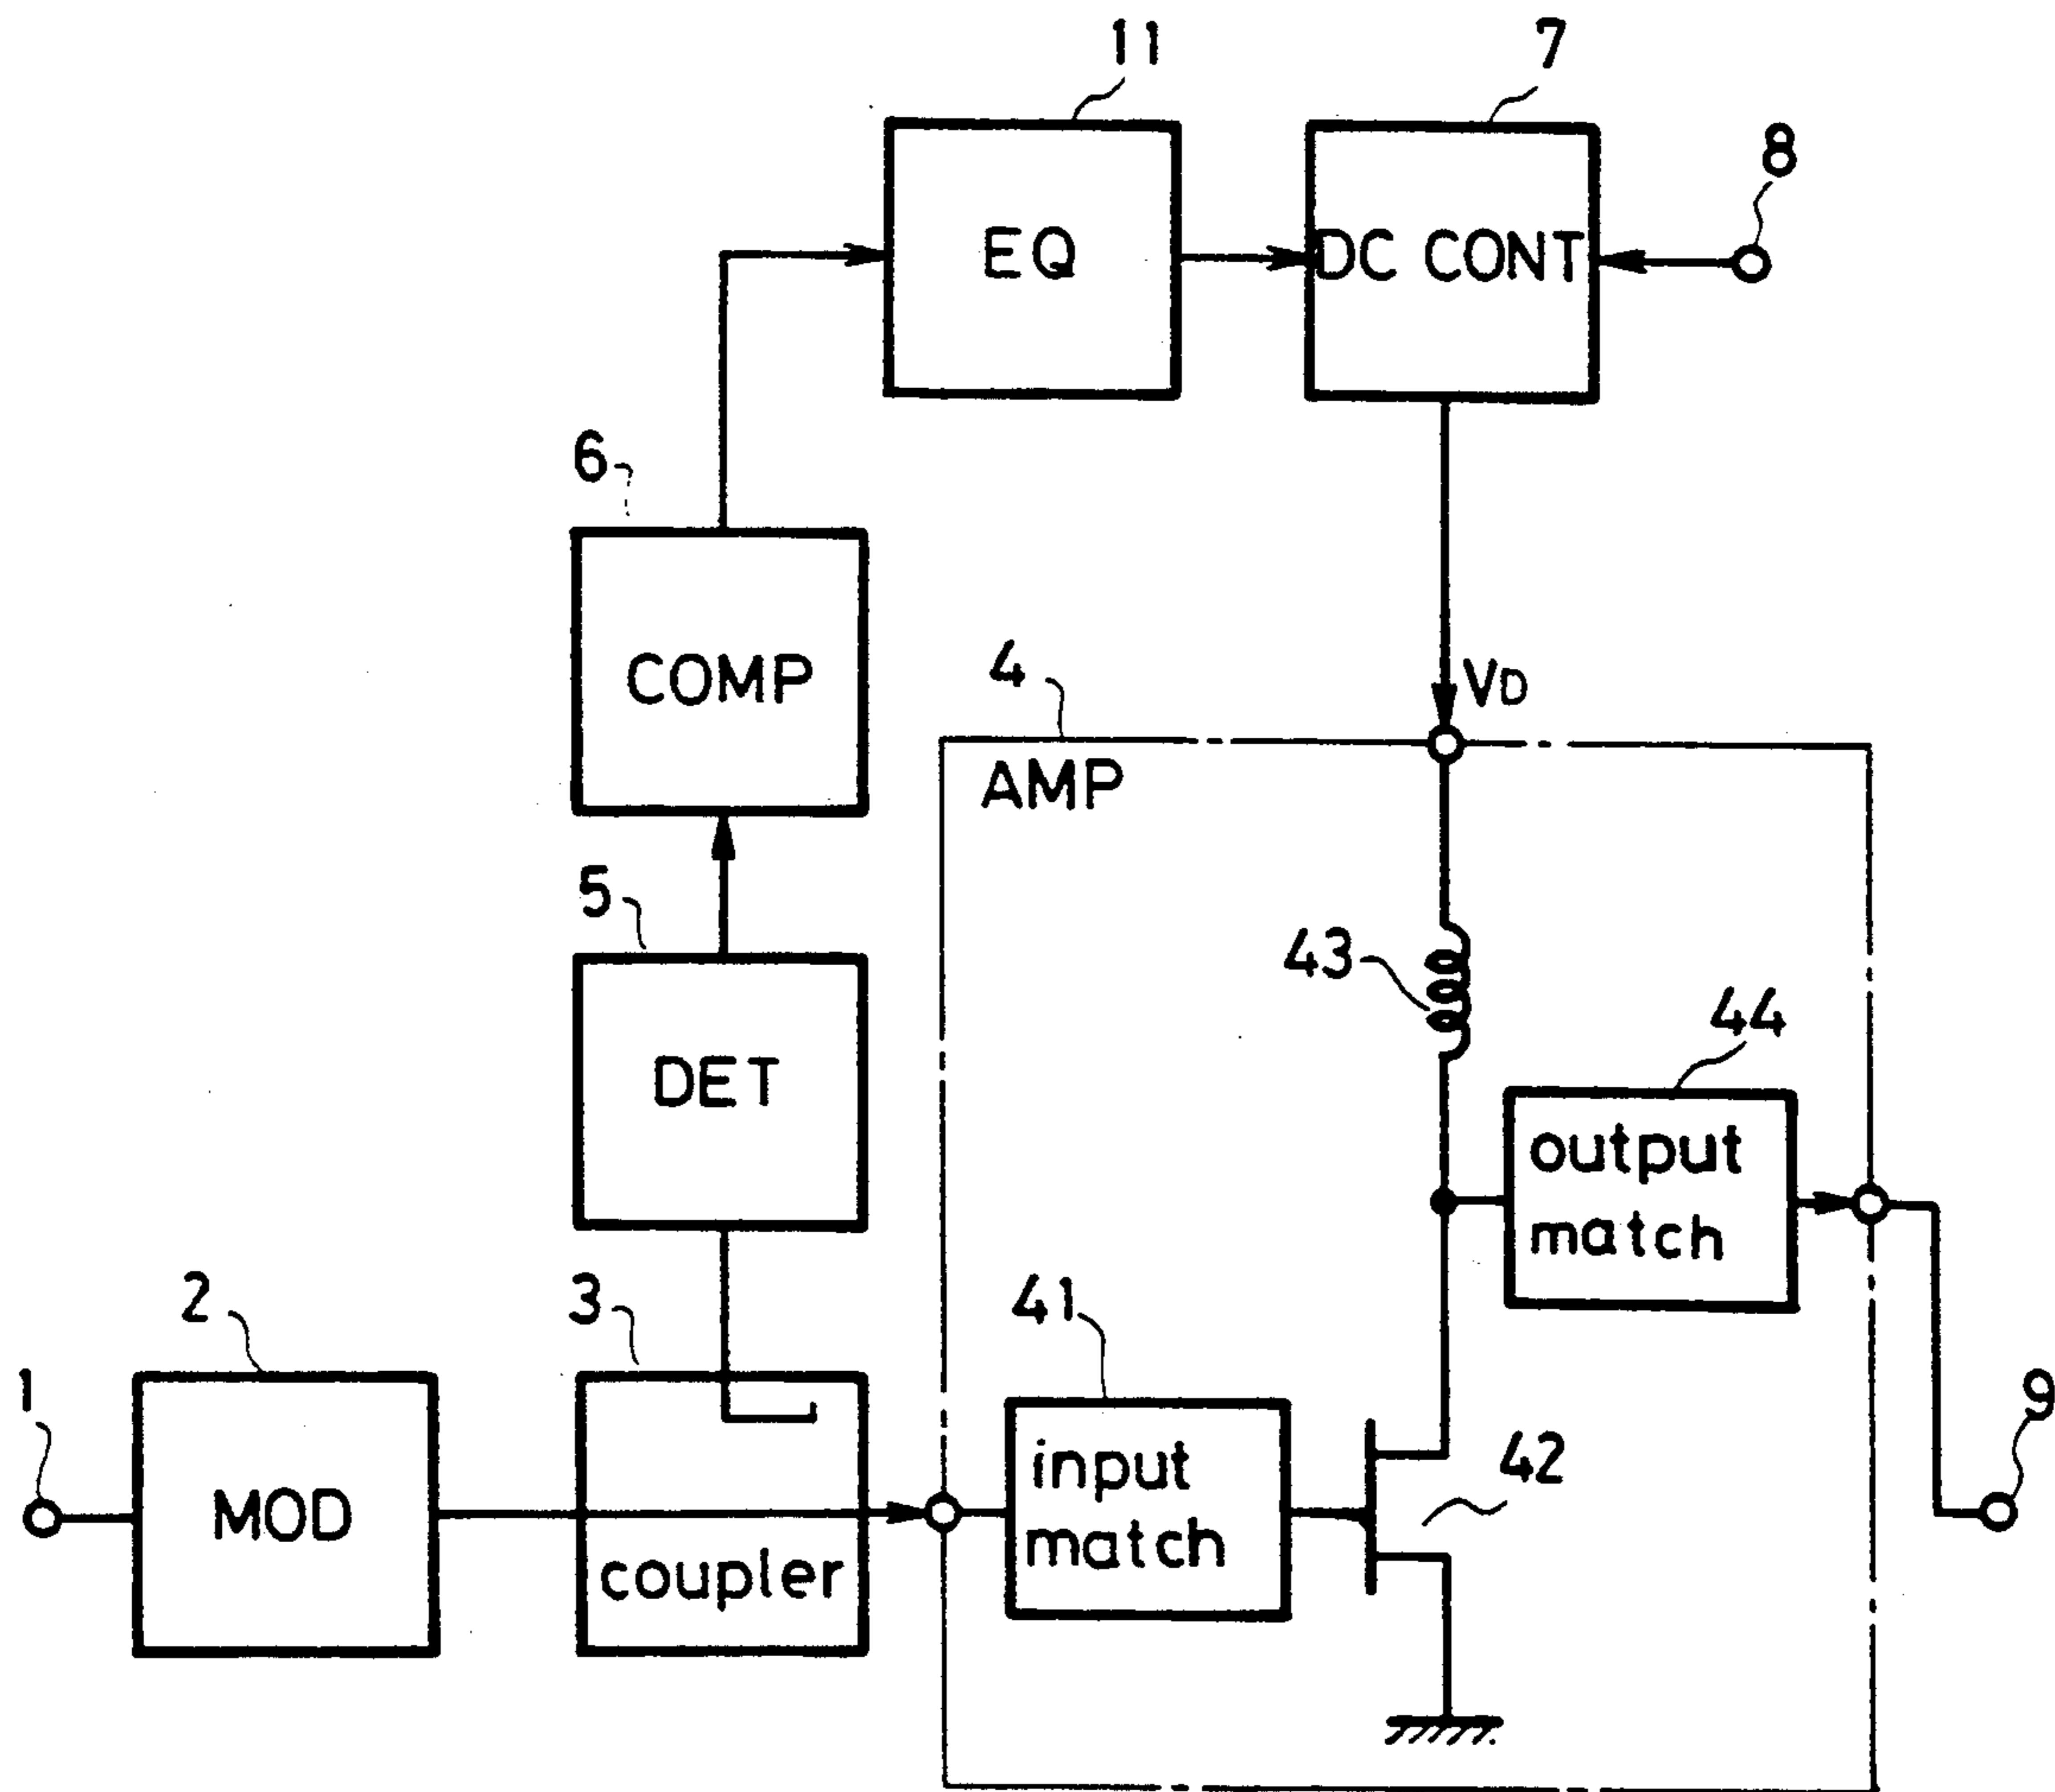 11
7
8
EQ
DC CONT
6
COMP
4
VD
AMP
5
43
44
DET
output
match
2
3
41
1
9
input
match
42
MOD
coupler